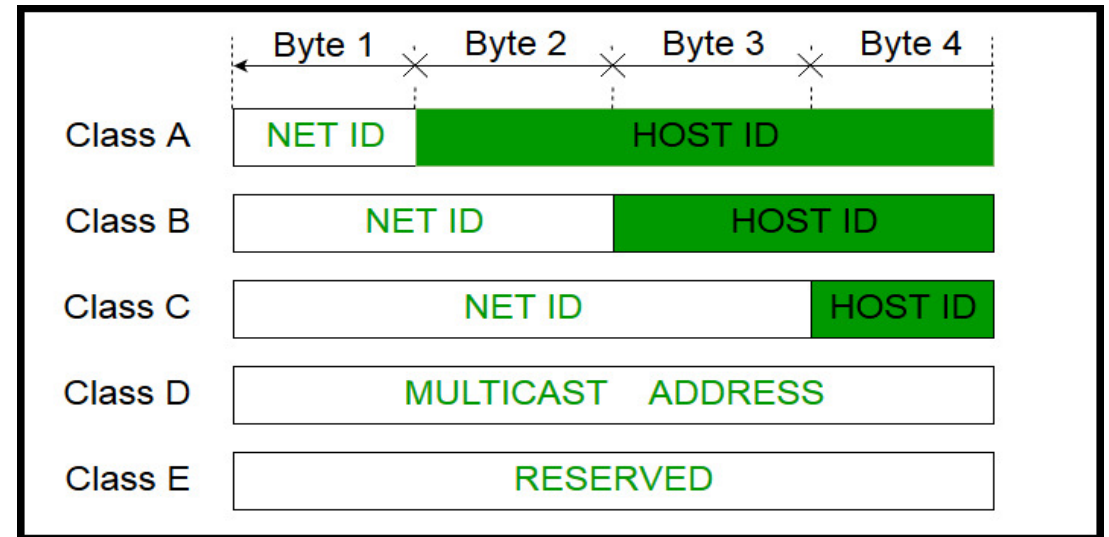 Byte 1 Byte 2 Byte 3 Byte 4
Class A NET ID HOST ID
Class B NET ID HOST ID
Class C NET ID HOST ID
Class D MULTICAST ADDRESS
Class E RESERVED